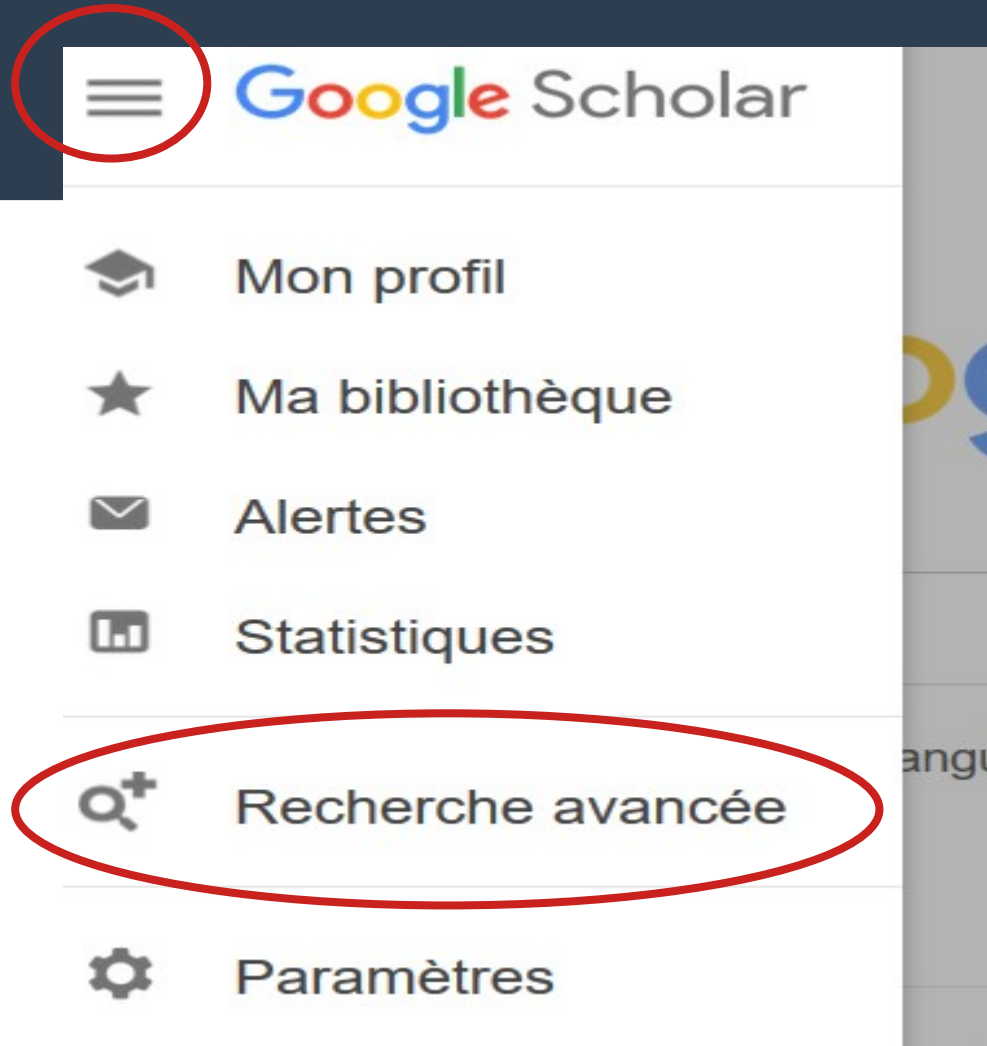 Google Scholar
Mon profil
Ma bibliothèque
Alertes
Statistiques
Recherche avancée
Paramètres